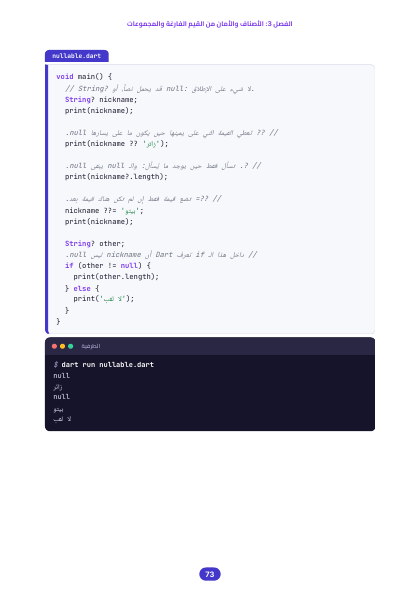 الفصل 3: الأصناف والأمان من القيم الفارغة والمجموعات
nullable.dart
void main() {
// String? قد يحمل نصاً، أو null: لا شيء على الإطلاق.
String? nickname;
print(nickname);
// ?? تعطي القيمة التي على يمينها حين يكون ما على يسارها null.
print(nickname ?? 'زائر');
// ?. تسأل فقط حين يوجد ما يُسأل؛ والـ null يبقى null.
print(nickname?.length);
// ??= تضع قيمة فقط إن لم تكن هناك قيمة بعد.
nickname ??= 'بيتو';
print(nickname);
String? other;
// داخل هذا الـ if تعرف Dart أن nickname ليس null.
if (other != null) {
print(other.length);
} else {
print('لا لقب');
}
}
الطرفية
$ dart run nullable.dart
null
زائر
null
بيتو
لا لقب
73